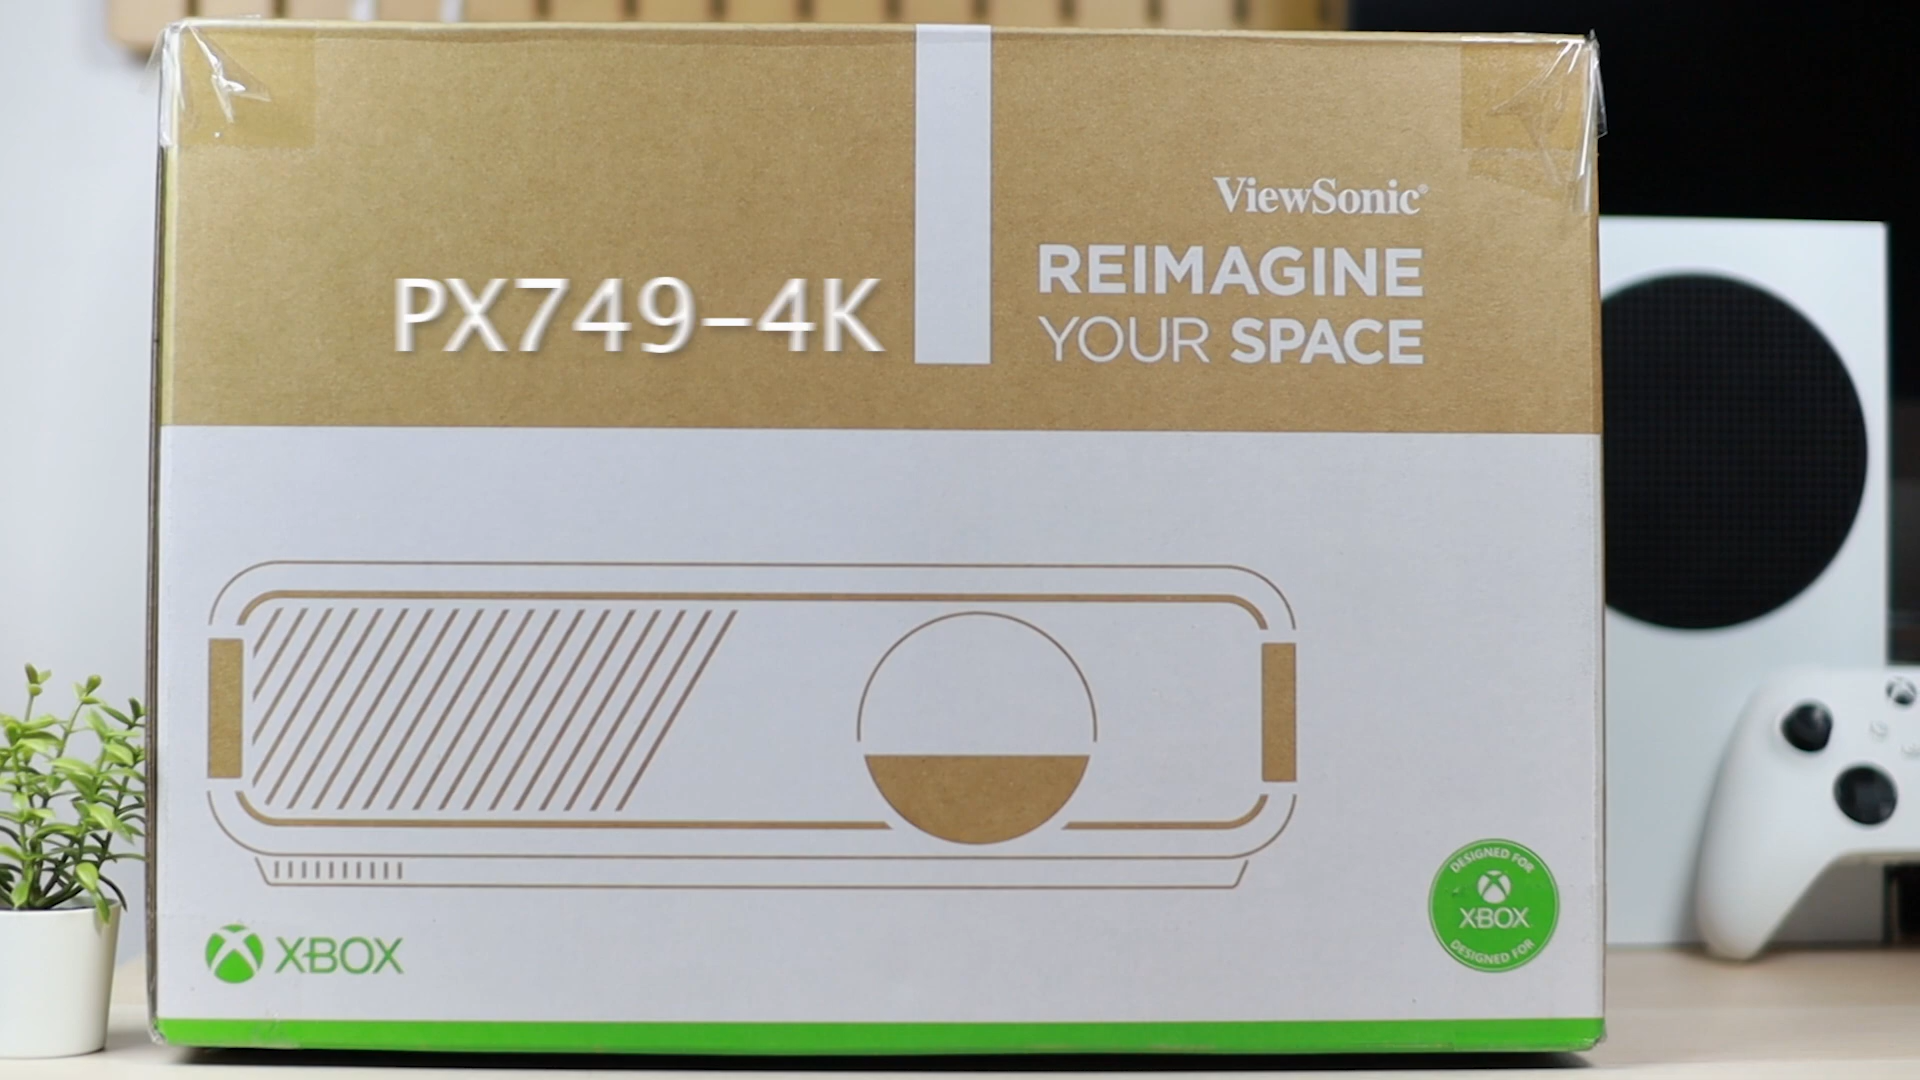 ViewSonic®
REIMAGINE
YOUR SPACE
PX749-4K
XBOX
DESIGNED FOR
XBOX
DESIGNED FOR